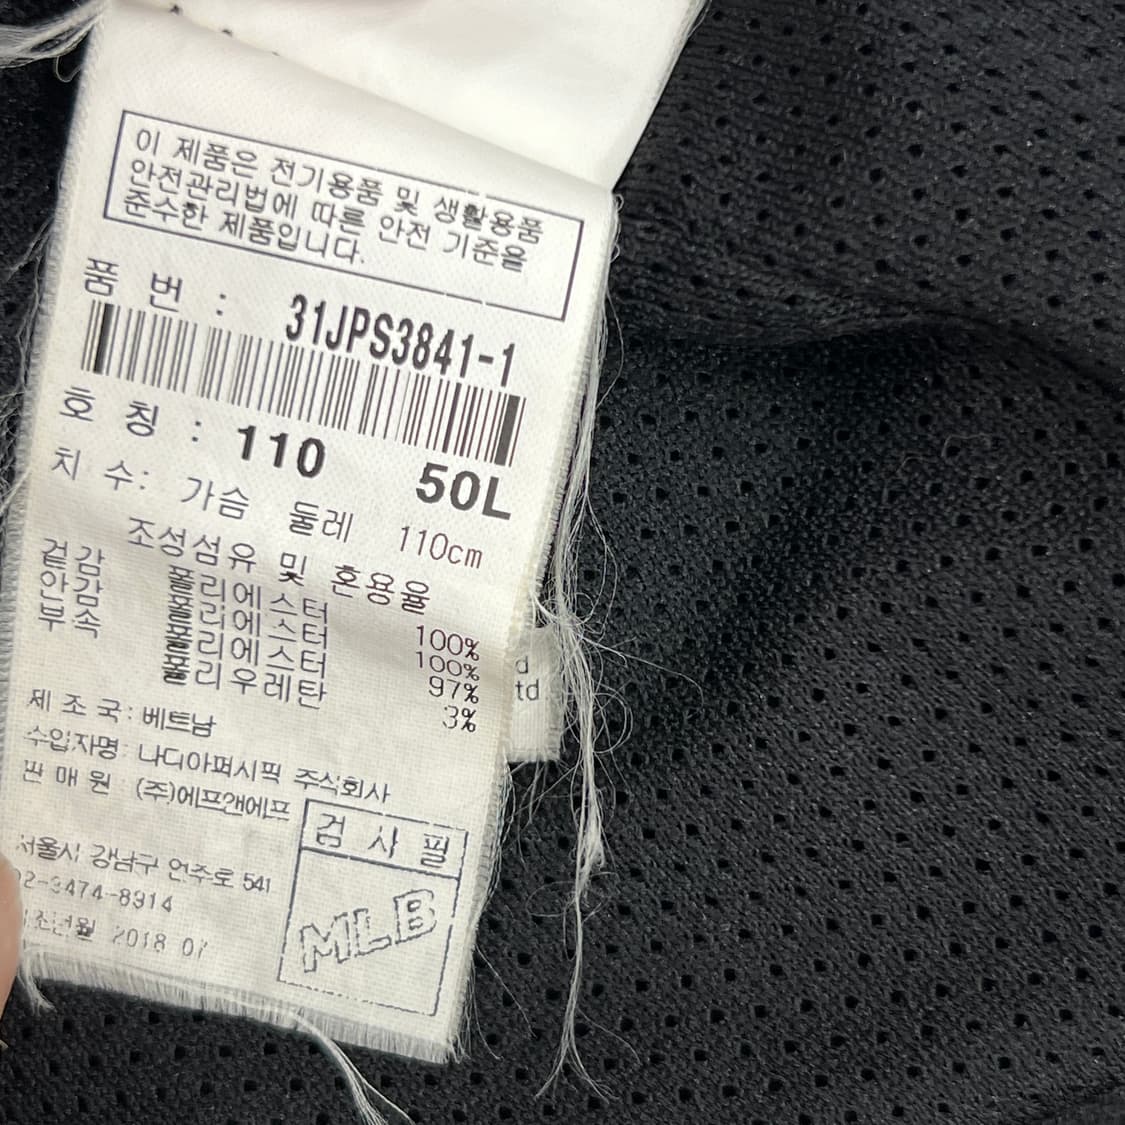 이 제품은 전기용품 및 생활용품
안전관리법에 따른 안전 기준을
준수한 제품입니다.
품 번 : 31JPS3841-1
호 칭 : 110 50L
치 수: 가슴 둘레 110cm
조성섬유 및 혼용율
겉감 폴리에스터 100%
안감 폴리에스터 100%
부속 폴리에스터 97%
폴리우레탄 3%
제 조 국: 베트남
수입자명: 나디아퍼시픽 주식회사
판 매 원 : (주)에프앤에프
서울시 강남구 언주로 541
02-3474-8914
제조년월 2018 07
검 사 필
MLB
d
td